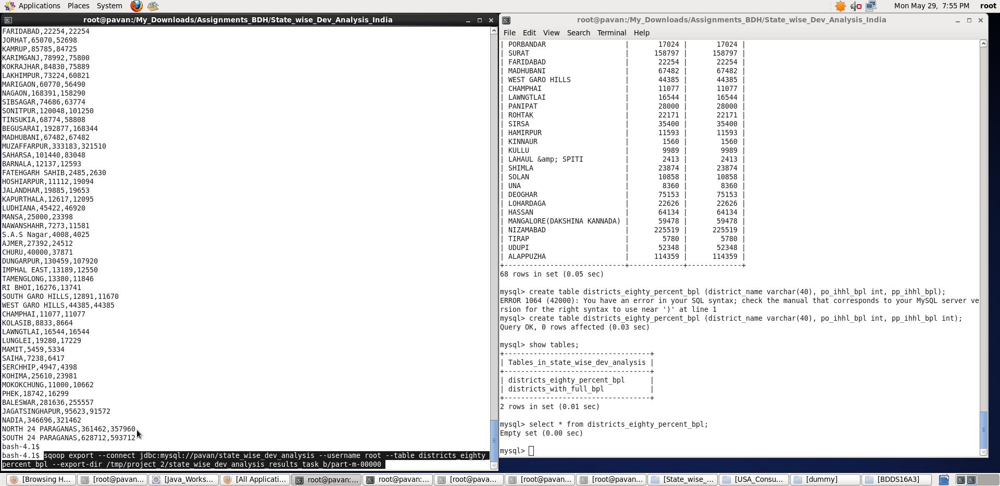 Applications Places System Mon May 29, 7:55 PM root
root@pavan:/My_Downloads/Assignments_BDH/State_wise_Dev_Analysis_India
FARIDABAD,22254,22254
JORHAT,65070,52698
KAMRUP,85785,84725
KARIMGANJ,78992,75800
KOKRAJHAR,84830,75889
LAKHIMPUR,73224,60821
MARIGAON,60770,56490
NAGAON,168391,158290
SIBSAGAR,74686,63774
SONITPUR,120048,101250
TINSUKIA,68774,58808
BEGUSARAI,192877,168344
MADHUBANI,67482,67482
MUZAFFARPUR,333183,321510
SAHARSA,101440,83048
BARNALA,12137,12593
FATEHGARH SAHIB,2485,2630
HOSHIARPUR,11112,19094
JALANDHAR,19885,19653
KAPURTHALA,12617,12095
LUDHIANA,45422,46920
MANSA,25000,23398
NAWANSHAHR,7273,11581
S.A.S Nagar,4008,4025
AJMER,27392,24512
CHURU,40000,37871
DUNGARPUR,130459,107920
IMPHAL EAST,13189,12550
TAMENGLONG,13380,11846
RI BHOI,16276,13741
SOUTH GARO HILLS,12891,11670
WEST GARO HILLS,44385,44385
CHAMPHAI,11077,11077
KOLASIB,8833,8664
LAWNGTLAI,16544,16544
LUNGLEI,19280,17229
MAMIT,5459,5334
SAIHA,7238,6417
SERCHHIP,4947,4398
KOHIMA,25610,23981
MOKOKCHUNG,11000,10662
PHEK,18742,16299
BALESWAR,281636,255557
JAGATSINGHAPUR,95623,91572
NADIA,346696,321462
NORTH 24 PARAGANAS,361462,357960
SOUTH 24 PARAGANAS,628712,593712
bash-4.1$
bash-4.1$ sqoop export --connect jdbc:mysql://pavan/state_wise_dev_analysis --username root --table districts_eighty_
percent_bpl --export-dir /tmp/project_2/state_wise_dev_analysis_results_task_b/part-m-00000
root@pavan:/My_Downloads/Assignments_BDH/State_wise_Dev_Analysis_India
File Edit View Search Terminal Help
| PORBANDAR | 17024 | 17024 |
| SURAT | 158797 | 158797 |
| FARIDABAD | 22254 | 22254 |
| MADHUBANI | 67482 | 67482 |
| WEST GARO HILLS | 44385 | 44385 |
| CHAMPHAI | 11077 | 11077 |
| LAWNGTLAI | 16544 | 16544 |
| PANIPAT | 28000 | 28000 |
| ROHTAK | 22171 | 22171 |
| SIRSA | 35400 | 35400 |
| HAMIRPUR | 11593 | 11593 |
| KINNAUR | 1560 | 1560 |
| KULLU | 9989 | 9989 |
| LAHAUL &amp; SPITI | 2413 | 2413 |
| SHIMLA | 23874 | 23874 |
| SOLAN | 10858 | 10858 |
| UNA | 8360 | 8360 |
| DEOGHAR | 75153 | 75153 |
| LOHARDAGA | 22626 | 22626 |
| HASSAN | 64134 | 64134 |
| MANGALORE(DAKSHINA KANNADA) | 59478 | 59478 |
| NIZAMABAD | 225519 | 225519 |
| TIRAP | 5780 | 5780 |
| UDUPI | 52348 | 52348 |
| ALAPPUZHA | 114359 | 114359 |
+-----------------------------+-------------+-------------+
68 rows in set (0.05 sec)
mysql> create table districts_eighty_percent_bpl (district_name varchar(40), po_ihhl_bpl int, pp_ihhl_bpl);
ERROR 1064 (42000): You have an error in your SQL syntax; check the manual that corresponds to your MySQL server ve
rsion for the right syntax to use near ')' at line 1
mysql> create table districts_eighty_percent_bpl (district_name varchar(40), po_ihhl_bpl int, pp_ihhl_bpl int);
Query OK, 0 rows affected (0.03 sec)
mysql> show tables;
+-----------------------------------+
| Tables_in_state_wise_dev_analysis |
+-----------------------------------+
| districts_eighty_percent_bpl |
| districts_with_full_bpl |
+-----------------------------------+
2 rows in set (0.01 sec)
mysql> select * from districts_eighty_percent_bpl;
Empty set (0.00 sec)
mysql>
[Browsing H... [root@pavan:... [Java_Works... [All Applicati... root@pavan:... root@pavan:... [root@pava... [root@pavan... [root@pavan... [State_wise_... [USA_Consu... [dummy] [BDDS16A3]